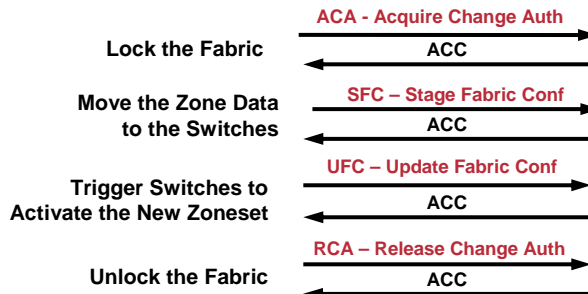 ACA - Acquire Change Auth
Lock the Fabric
ACC
Move the Zone Data
to the Switches
SFC – Stage Fabric Conf
ACC
UFC – Update Fabric Conf
Trigger Switches to
Activate the New Zoneset
ACC
RCA – Release Change Auth
Unlock the Fabric
ACC